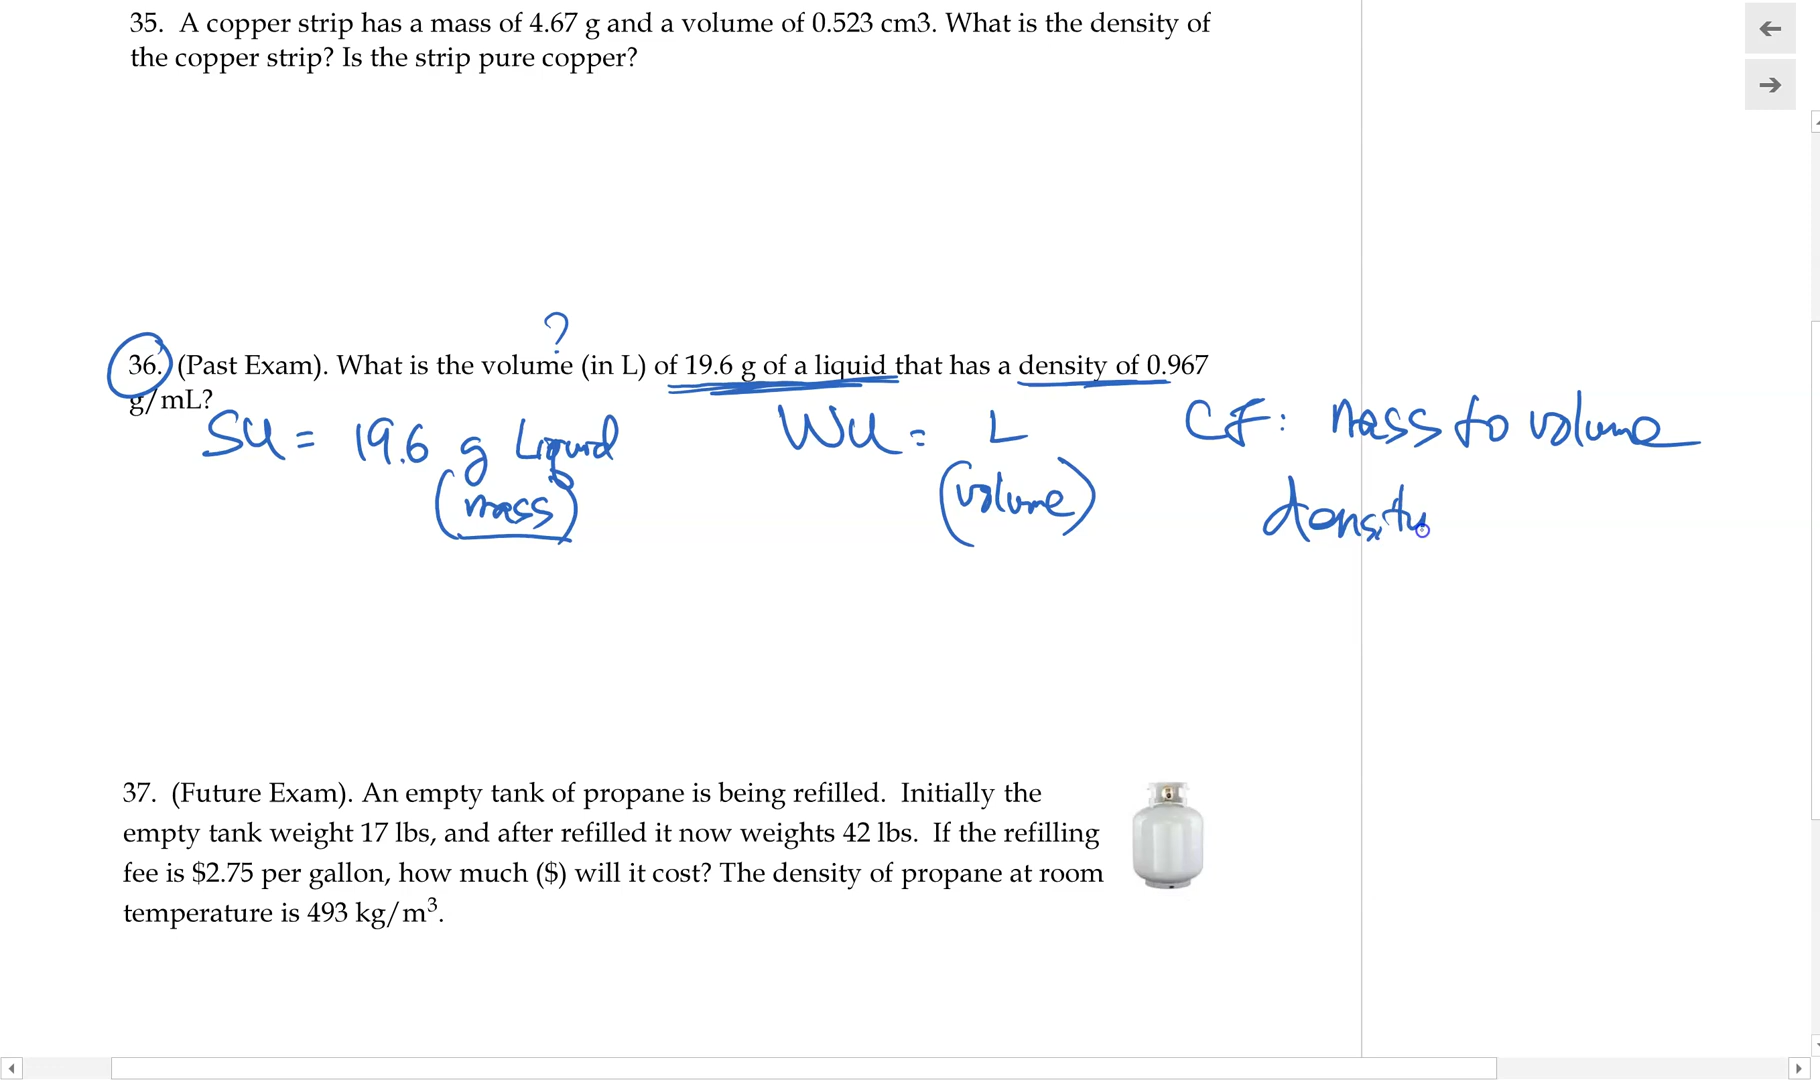 35. A copper strip has a mass of 4.67 g and a volume of 0.523 cm3. What is the density of
the copper strip? Is the strip pure copper?
?
36. (Past Exam). What is the volume (in L) of 19.6 g of a liquid that has a density of 0.967
g/mL?
SU = 19.6 g Liquid WU = L CF: mass to volume
(mass) (volume) density
37. (Future Exam). An empty tank of propane is being refilled. Initially the
empty tank weight 17 lbs, and after refilled it now weights 42 lbs. If the refilling
fee is $2.75 per gallon, how much ($) will it cost? The density of propane at room
temperature is 493 kg/m³.